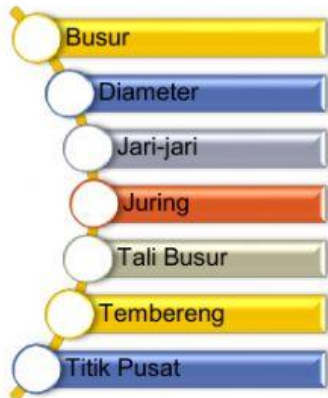 Busur
Diameter
Jari-jari
Juring
Tali Busur
Tembereng
Titik Pusat